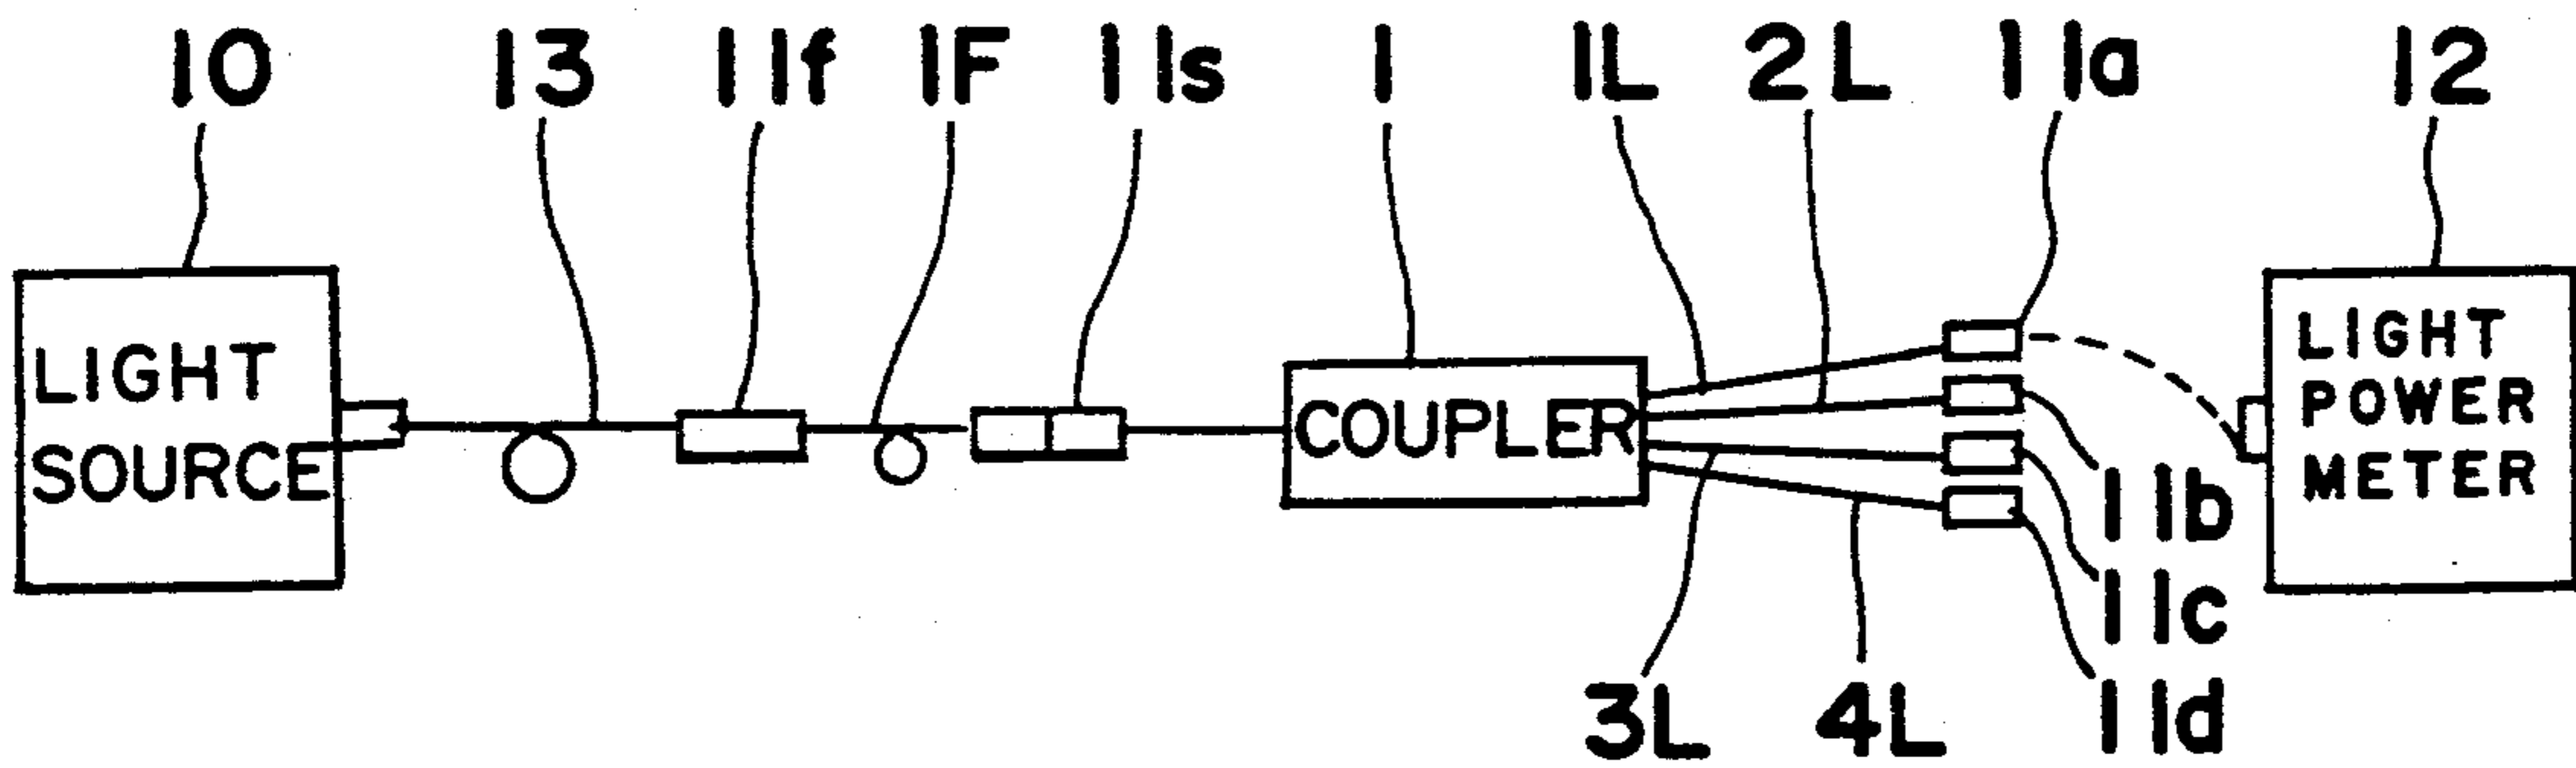 10 13 11f 1F 11s 1 1L 2L 11a 12
LIGHT
SOURCE
COUPLER
LIGHT
POWER
METER
11b
11c
3L 4L 11d